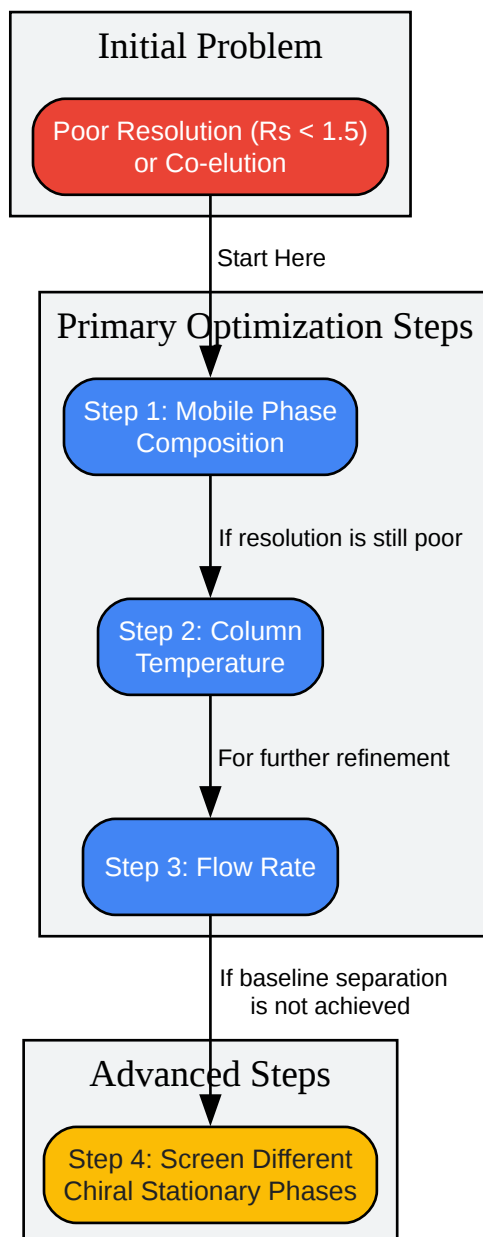 Initial Problem
Poor Resolution (Rs < 1.5)
or Co-elution
Start Here
Primary Optimization Steps
Step 1: Mobile Phase
Composition
If resolution is still poor
Step 2: Column
Temperature
For further refinement
Step 3: Flow Rate
If baseline separation
is not achieved
Advanced Steps
Step 4: Screen Different
Chiral Stationary Phases